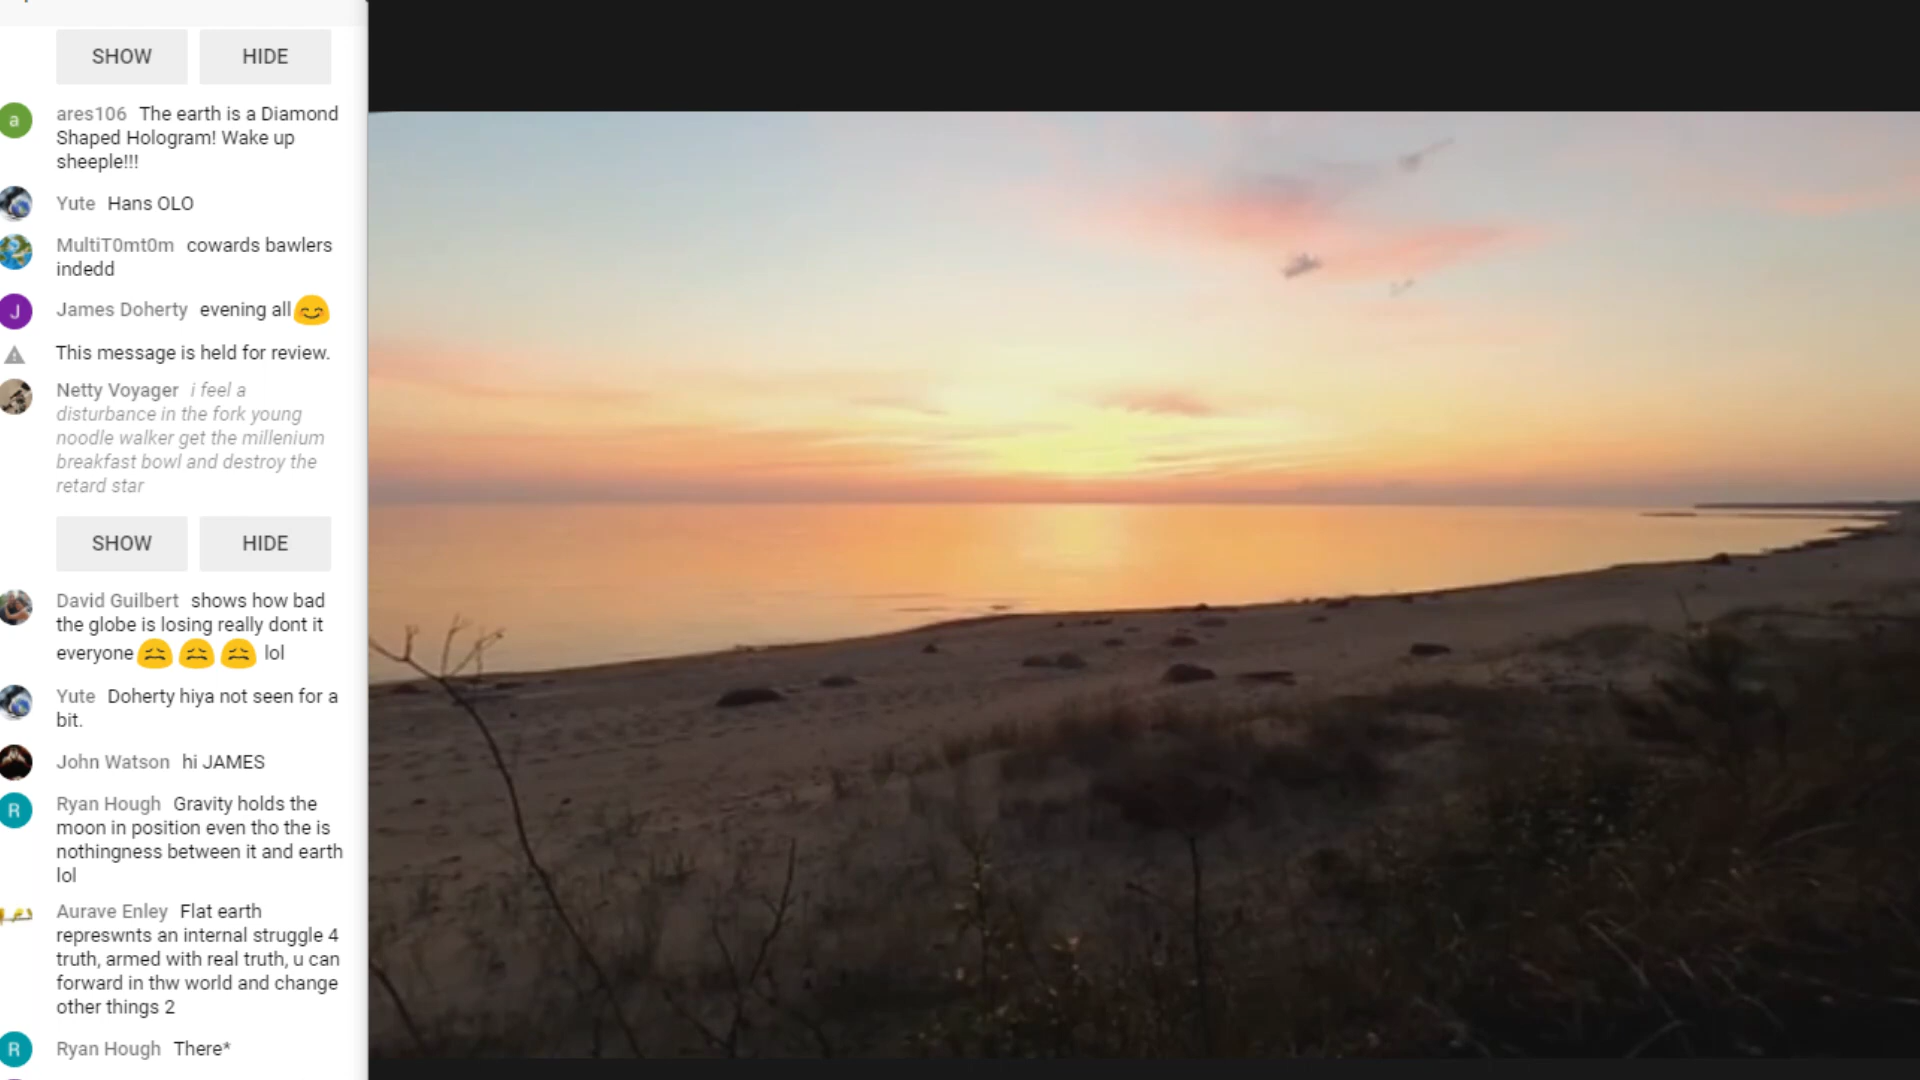 SHOW HIDE
a ares106 The earth is a Diamond
Shaped Hologram! Wake up
sheeple!!!
Yute Hans OLO
MultiT0mt0m cowards bawlers
indedd
J James Doherty evening all
This message is held for review.
Netty Voyager i feel a
disturbance in the fork young
noodle walker get the millenium
breakfast bowl and destroy the
retard star
SHOW HIDE
David Guilbert shows how bad
the globe is losing really dont it
everyone lol
Yute Doherty hiya not seen for a
bit.
John Watson hi JAMES
R Ryan Hough Gravity holds the
moon in position even tho the is
nothingness between it and earth
lol
Aurave Enley Flat earth
represwnts an internal struggle 4
truth, armed with real truth, u can
forward in thw world and change
other things 2
R Ryan Hough There*